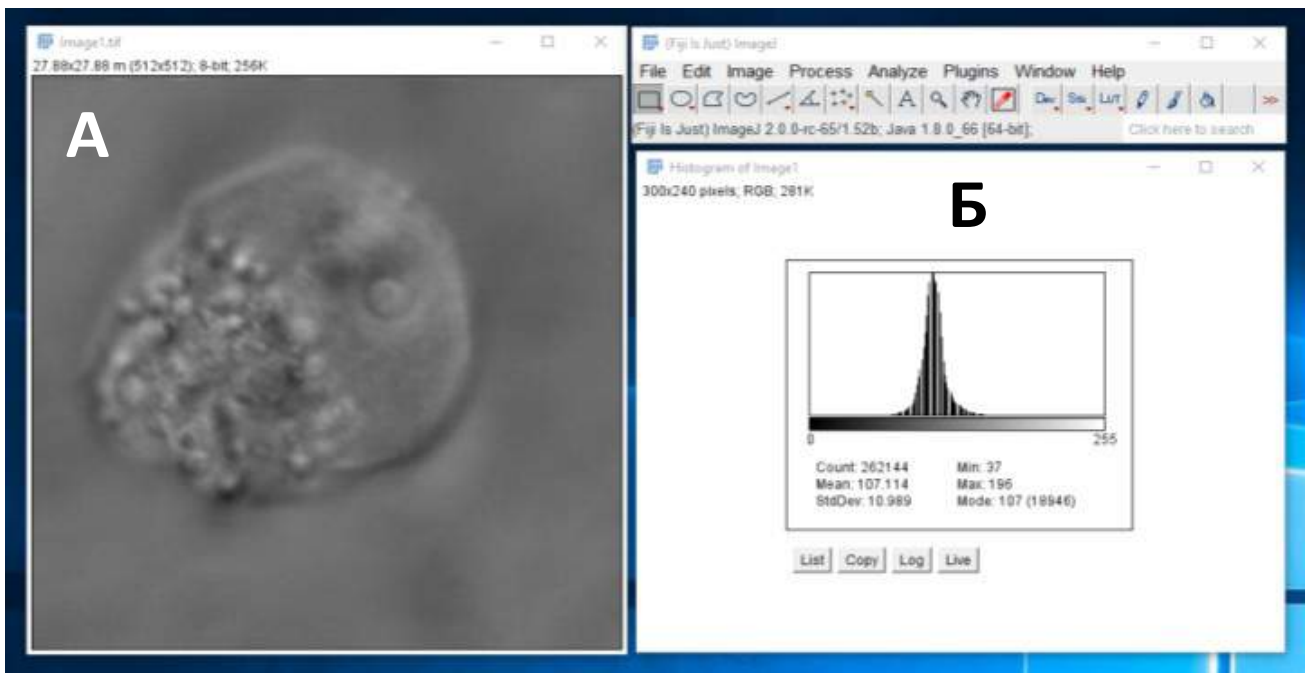 Image1.tif
27.88x27.88 m (512x512); 8-bit; 256K
А
(Fiji Is Just) ImageJ
File Edit Image Process Analyze Plugins Window Help
Dev Stk LUT
(Fiji Is Just) ImageJ 2.0.0-rc-65/1.52b; Java 1.8.0_66 [64-bit];
Click here to search
Histogram of Image1
300x240 pixels; RGB; 281K
Б
0 255
Count: 262144 Min: 37
Mean: 107.114 Max: 196
StdDev: 10.989 Mode: 107 (18946)
List Copy Log Live